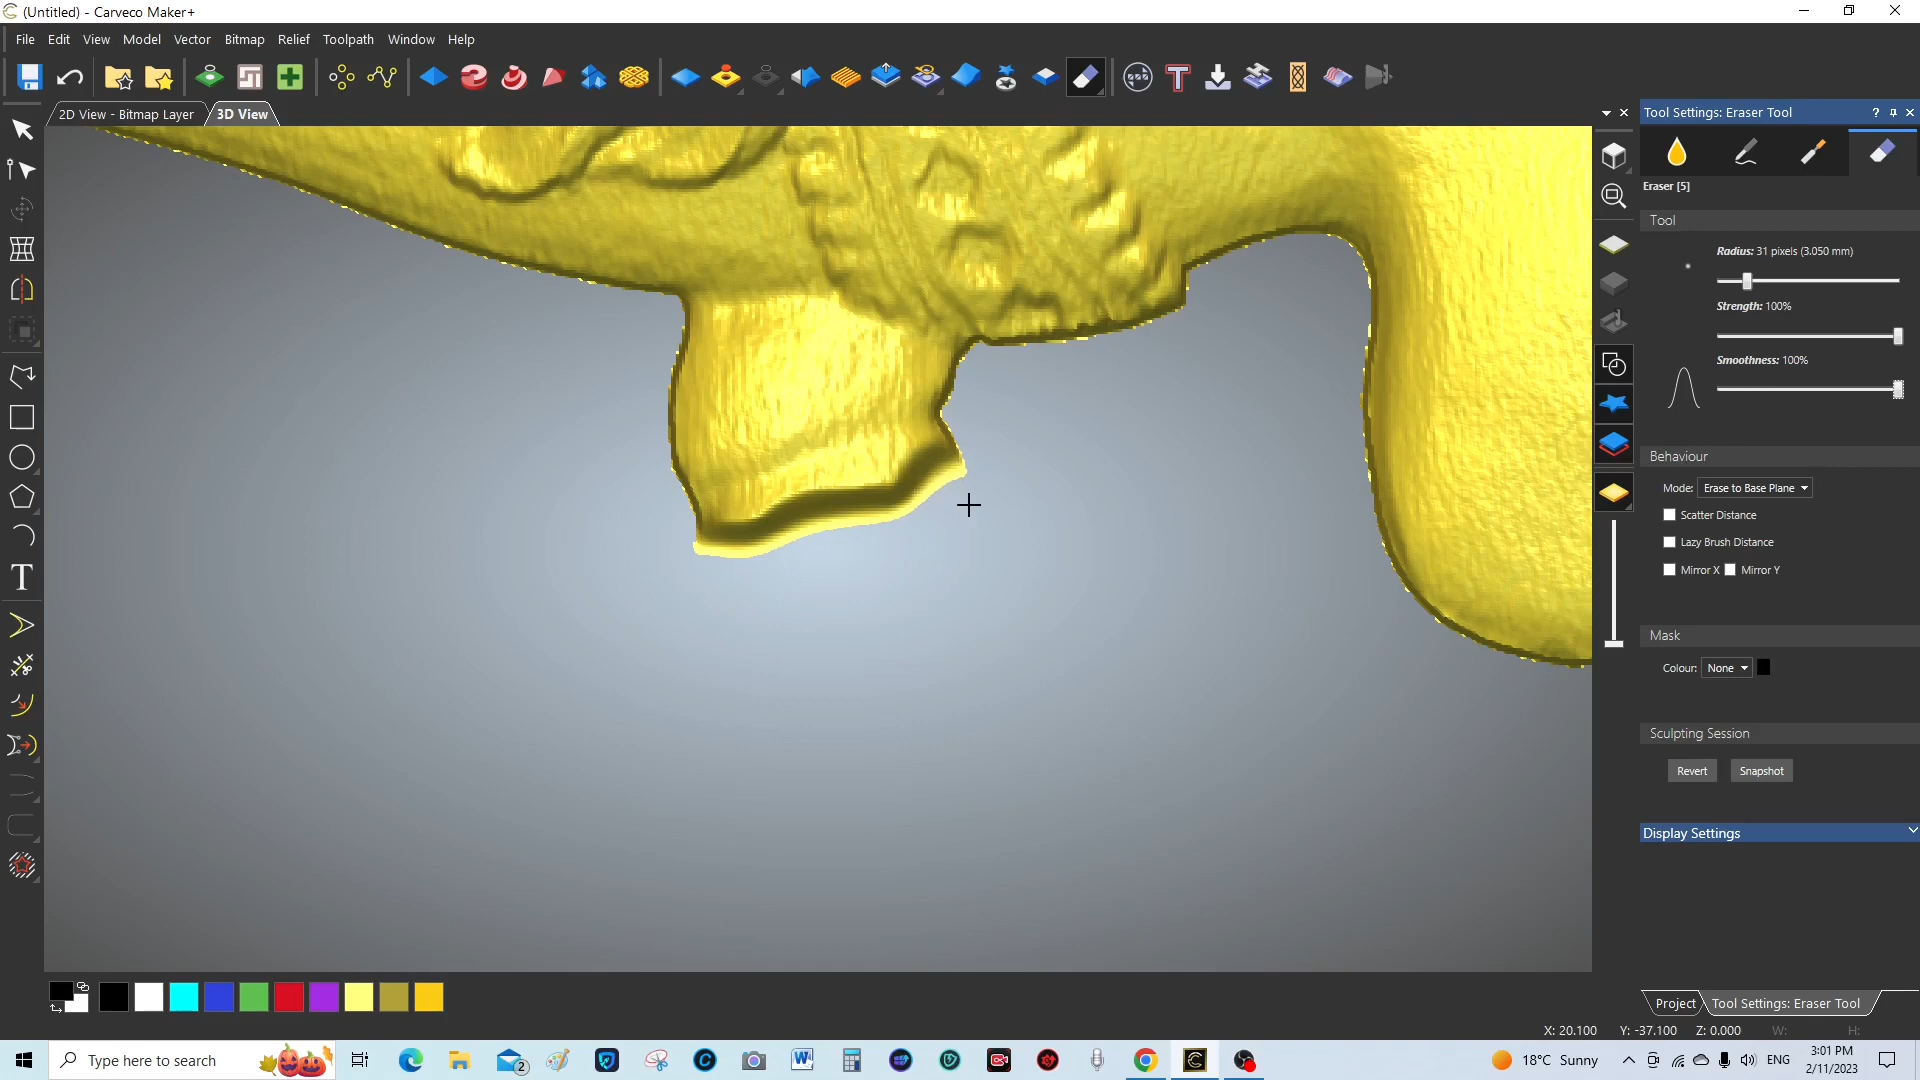 (Untitled) - Carveco Maker+
File Edit View Model Vector Bitmap Relief Toolpath Window Help
2D View - Bitmap Layer 3D View
Tool Settings: Eraser Tool
Eraser [5]
Tool
Radius: 31 pixels (3.050 mm)
Strength: 100%
Smoothness: 100%
Behaviour
Mode: Erase to Base Plane
Scatter Distance
Lazy Brush Distance
Mirror X Mirror Y
Mask
Colour: None
Sculpting Session
Revert Snapshot
Display Settings
Project Tool Settings: Eraser Tool
X: 20.100 Y: -37.100 Z: 0.000 W: H:
Type here to search
2
18°C Sunny
ENG
3:01 PM
2/11/2023